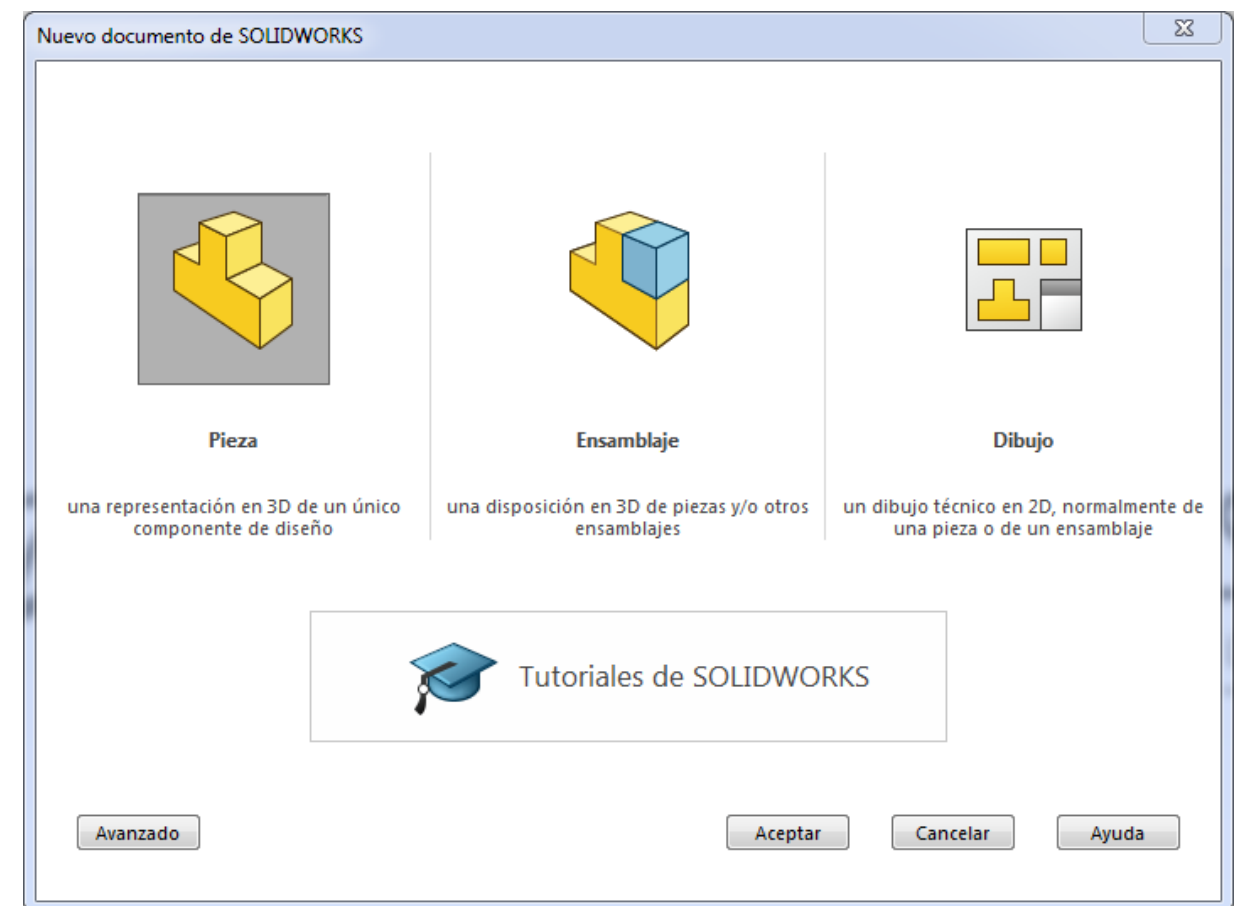 Nuevo documento de SOLIDWORKS
Pieza
una representación en 3D de un único
componente de diseño
Ensamblaje
una disposición en 3D de piezas y/o otros
ensamblajes
Dibujo
un dibujo técnico en 2D, normalmente de
una pieza o de un ensamblaje
Tutoriales de SOLIDWORKS
Avanzado
Aceptar
Cancelar
Ayuda